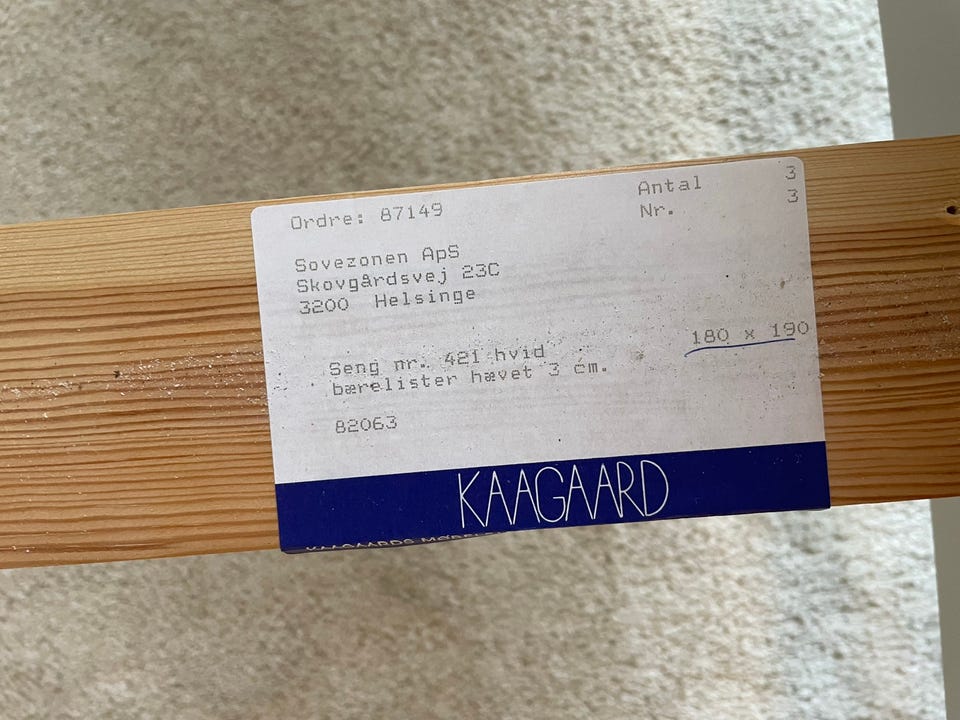 Ordre: 87149
Antal 3
Nr. 3
Sovezonen ApS
Skovgårdsvej 23C
3200 Helsinge
180 x 190
Seng nr. 421 hvid
bærelister hævet 3 cm.
82063
KAAGAARD
KAAGAARDS